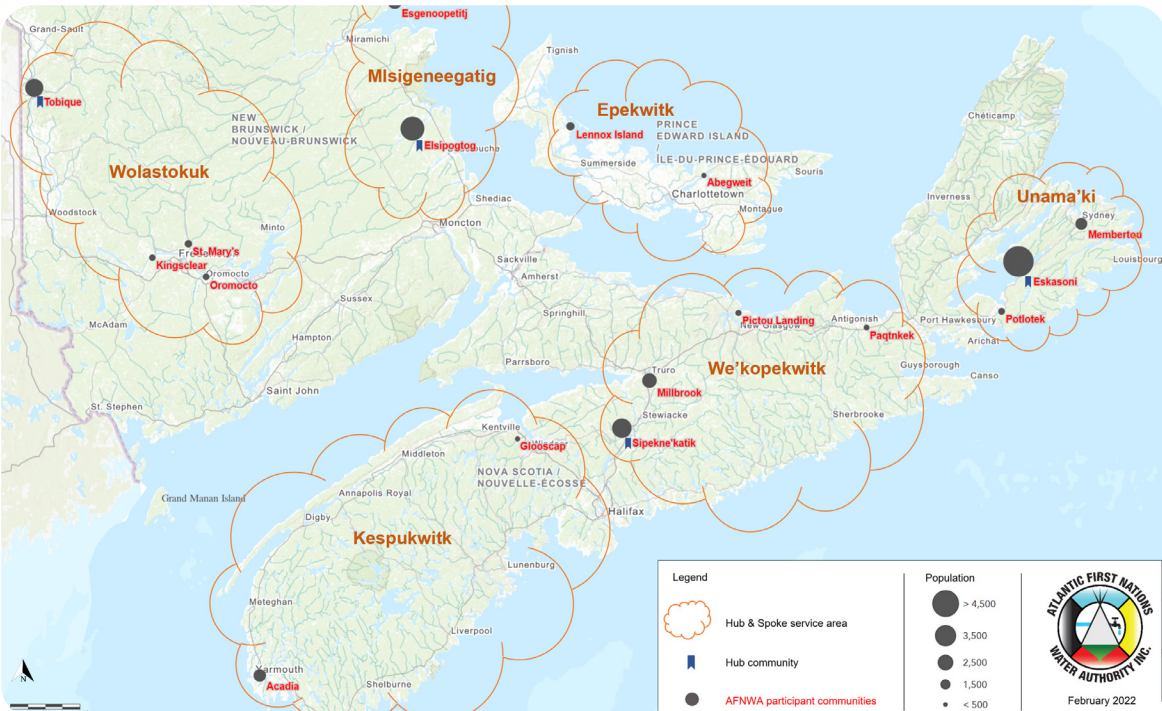 Esgenoopetitj
Grand-Sault
Miramichi
Tignish
MIsigeneegatig
Tobique
Epekwitk
NEW
BRUNSWICK /
NOUVEAU-BRUNSWICK
PRINCE
EDWARD ISLAND
/
ÎLE-DU-PRINCE-ÉDOUARD
Lennox Island
Chéticamp
Elsipogtog
Summerside
Souris
Wolastokuk
Abegweit
Charlottetown
Montague
Inverness
Unama'ki
Sydney
Membertou
Louisbourg
Woodstock
Shediac
Moncton
Minto
St. Mary's
Kingsclear
Oromocto
Oromocto
Sackville
Amherst
Eskasoni
Sussex
Springhill
Pictou Landing
New Glasgow
Antigonish
Paqtnkek
Port Hawkesbury
Potlotek
Arichat
McAdam
Hampton
Parrsboro
Truro
We'kopekwitk
Guysborough
Canso
Millbrook
Saint John
St. Stephen
Stewiacke
Sherbrooke
Kentville
Glooscap
Sipekne'katik
Middleton
NOVA SCOTIA /
NOUVELLE-ÉCOSSE
Grand Manan Island
Annapolis Royal
Digby
Halifax
Kespukwitk
Lunenburg
Meteghan
Liverpool
Yarmouth
Acadia
Shelburne
N
Legend
Hub & Spoke service area
Hub community
AFNWA participant communities
Population
> 4,500
3,500
2,500
1,500
< 500
ATLANTIC FIRST NATIONS
WATER AUTHORITY INC.
February 2022